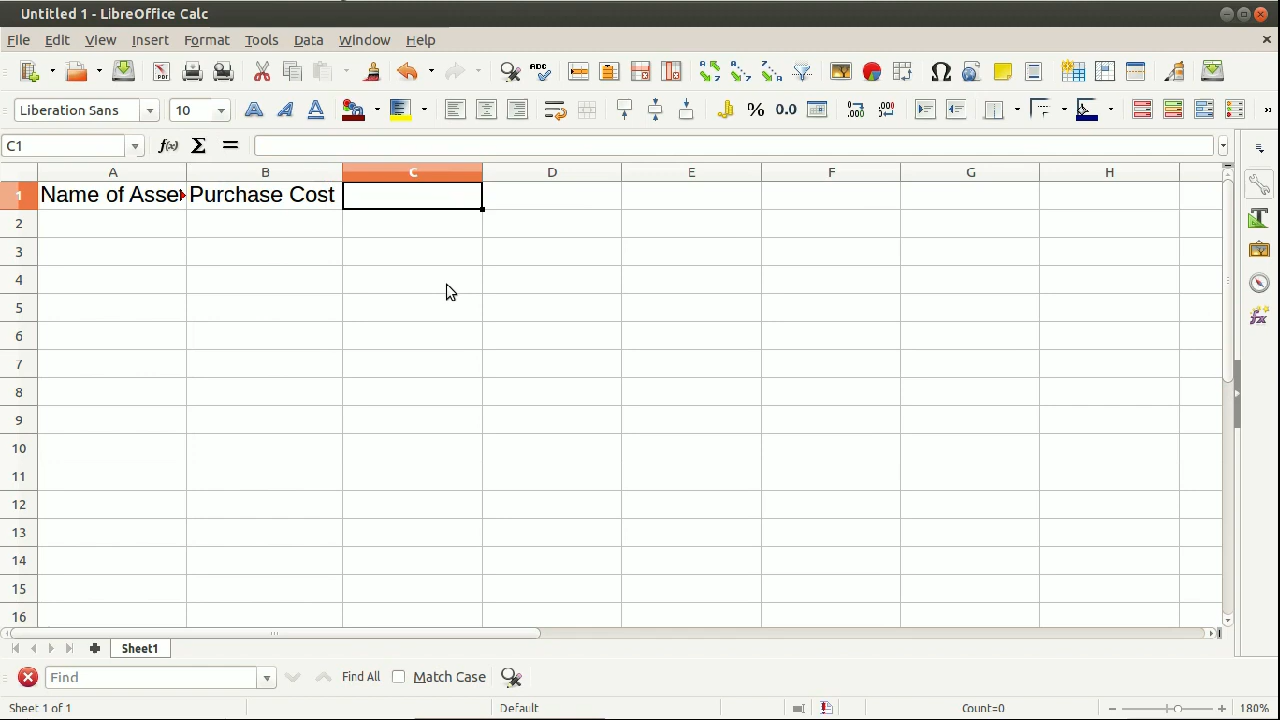 Untitled 1 - LibreOffice Calc
File Edit View Insert Format Tools Data Window Help
Liberation Sans 10 % 0.0
C1 f(x) Σ =
A B C D E F G H
1 Name of Asse Purchase Cost
2
3
4
5
6
7
8
9
10
11
12
13
14
15
16
Sheet1
Find Find All Match Case
Sheet 1 of 1 Default Count=0 180%